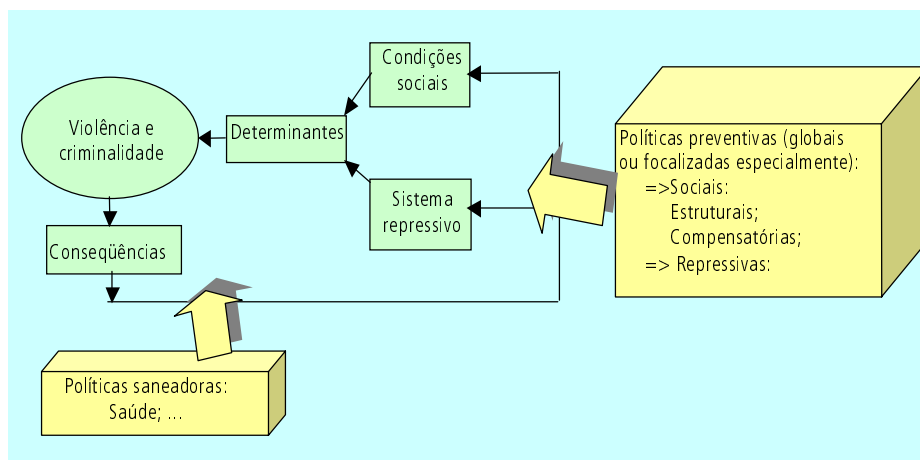 Condições
sociais
Violência e
criminalidade
Determinantes
Sistema
repressivo
Conseqüências
Políticas preventivas (globais
ou focalizadas especialmente):
=>Sociais:
Estruturais;
Compensatórias;
=> Repressivas:
Políticas saneadoras:
Saúde; ...